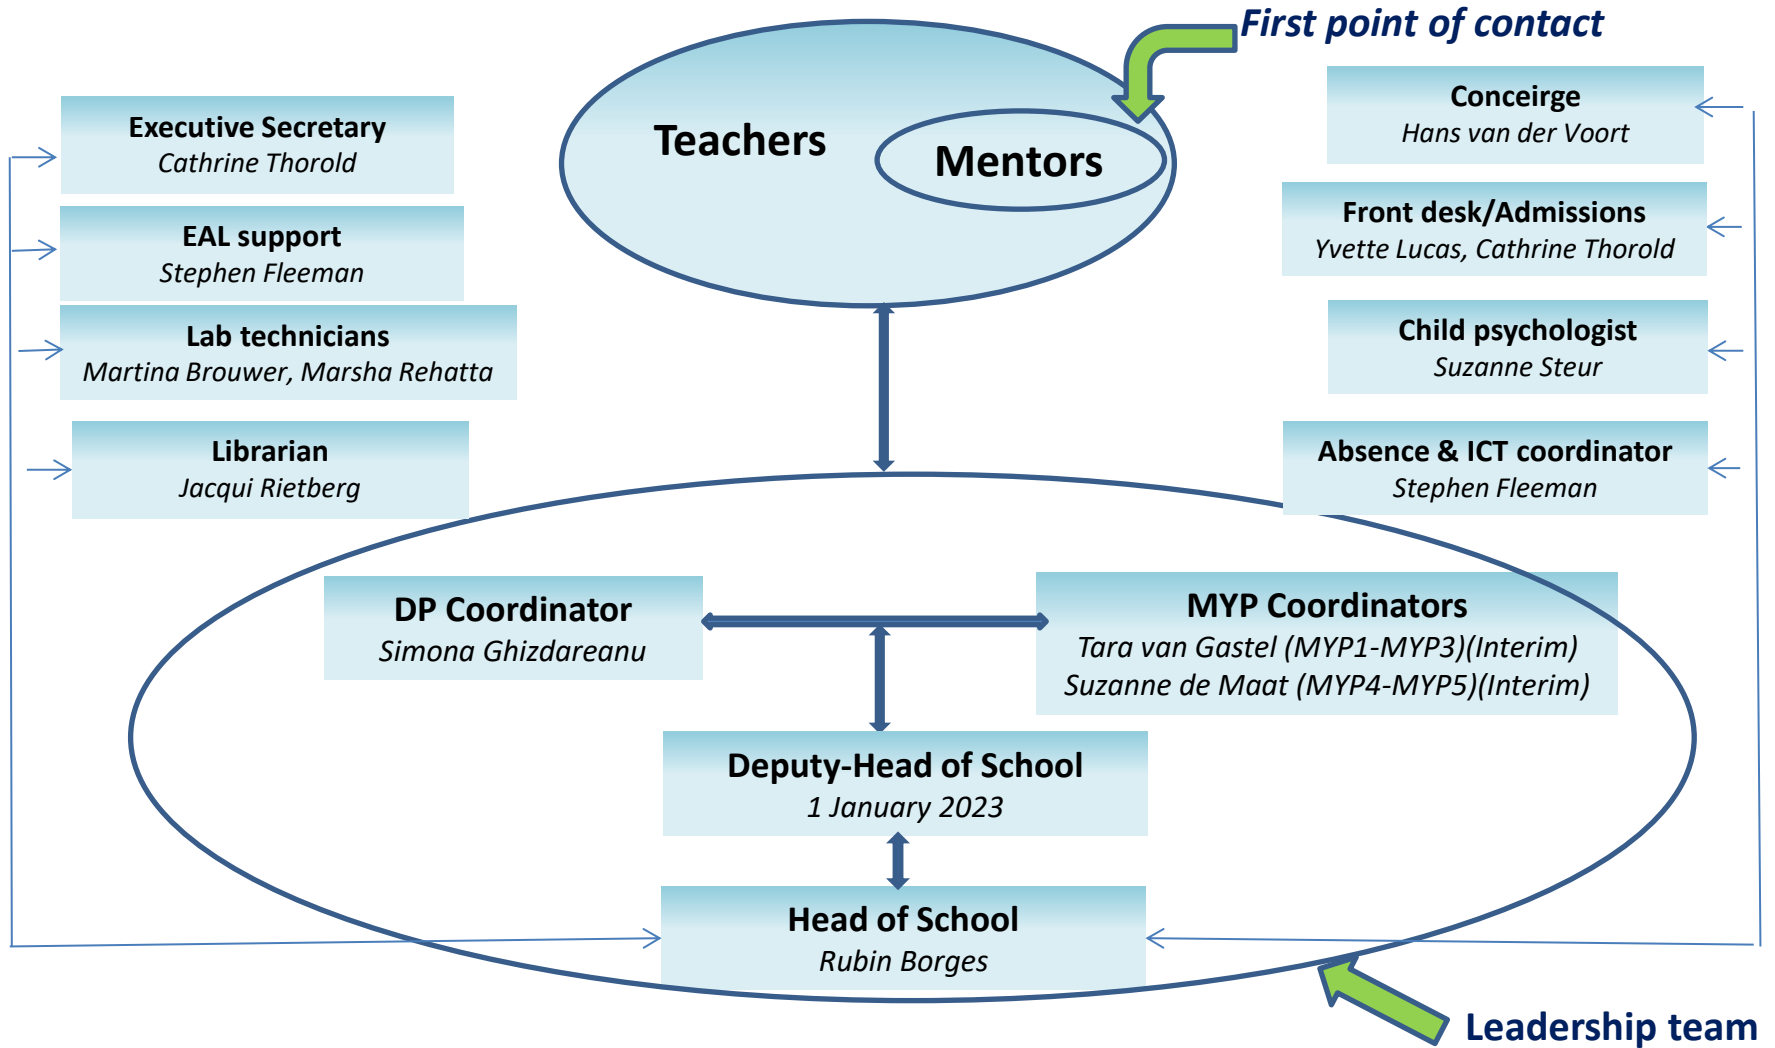 First point of contact
Teachers
Mentors
Executive Secretary
Cathrine Thorold
EAL support
Stephen Fleeman
Lab technicians
Martina Brouwer, Marsha Rehatta
Librarian
Jacqui Rietberg
Conceirge
Hans van der Voort
Front desk/Admissions
Yvette Lucas, Cathrine Thorold
Child psychologist
Suzanne Steur
Absence & ICT coordinator
Stephen Fleeman
DP Coordinator
Simona Ghizdareanu
MYP Coordinators
Tara van Gastel (MYP1-MYP3)(Interim)
Suzanne de Maat (MYP4-MYP5)(Interim)
Deputy-Head of School
1 January 2023
Head of School
Rubin Borges
Leadership team